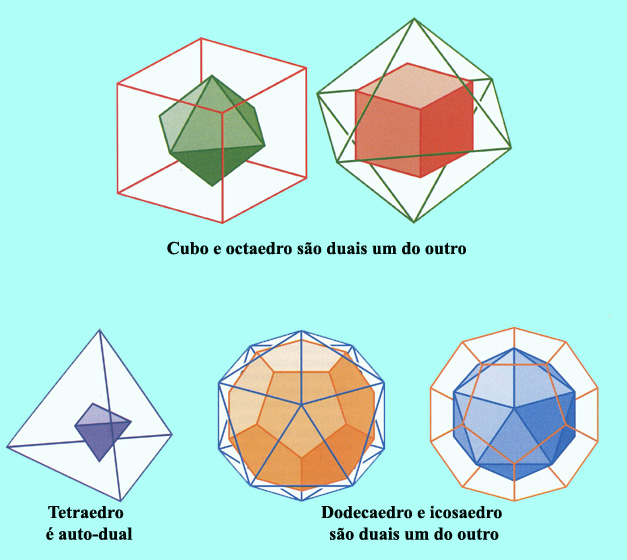 Cubo e octaedro são duais um do outro
Tetraedro
é auto-dual
Dodecaedro e icosaedro
são duais um do outro